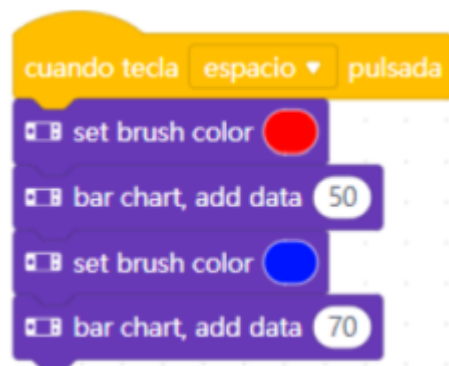 cuando tecla espacio ▾ pulsada
set brush color
bar chart, add data 50
set brush color
bar chart, add data 70